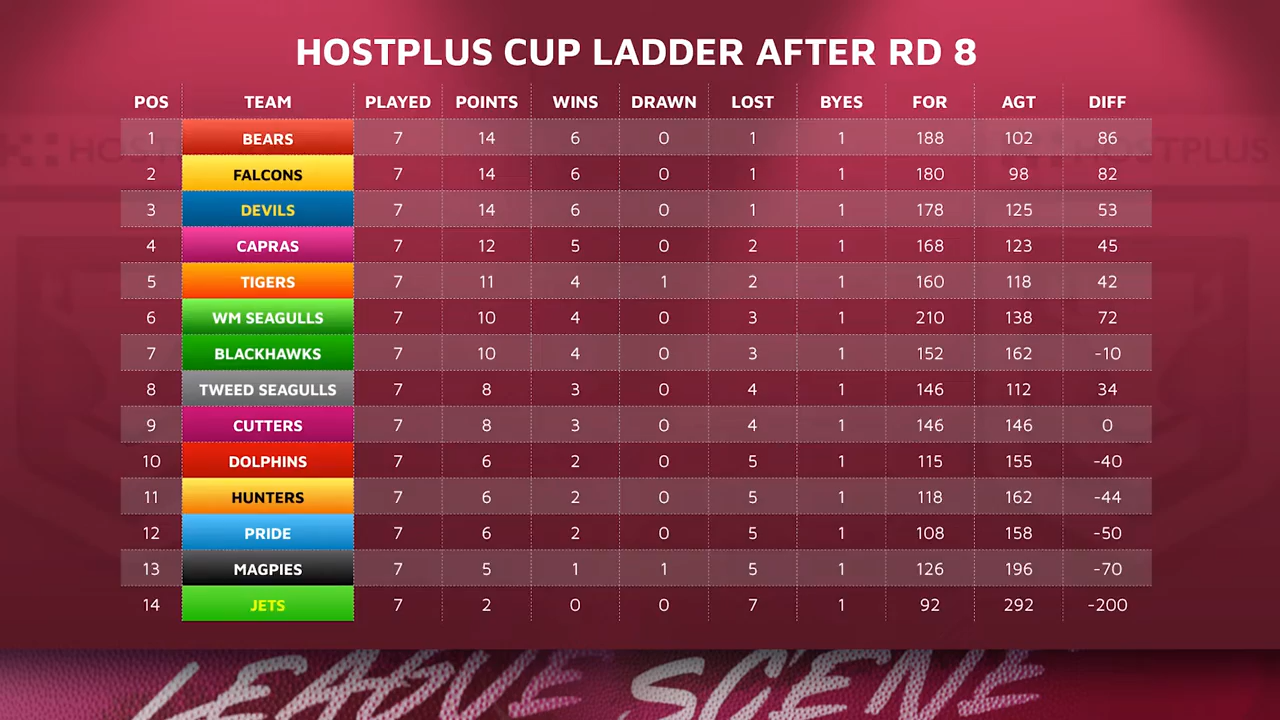 HOSTPLUS CUP LADDER AFTER RD 8
POS TEAM PLAYED POINTS WINS DRAWN LOST BYES FOR AGT DIFF
1 BEARS 7 14 6 0 1 1 188 102 86
2 FALCONS 7 14 6 0 1 1 180 98 82
3 DEVILS 7 14 6 0 1 1 178 125 53
4 CAPRAS 7 12 5 0 2 1 168 123 45
5 TIGERS 7 11 4 1 2 1 160 118 42
6 WM SEAGULLS 7 10 4 0 3 1 210 138 72
7 BLACKHAWKS 7 10 4 0 3 1 152 162 -10
8 TWEED SEAGULLS 7 8 3 0 4 1 146 112 34
9 CUTTERS 7 8 3 0 4 1 146 146 0
10 DOLPHINS 7 6 2 0 5 1 115 155 -40
11 HUNTERS 7 6 2 0 5 1 118 162 -44
12 PRIDE 7 6 2 0 5 1 108 158 -50
13 MAGPIES 7 5 1 1 5 1 126 196 -70
14 JETS 7 2 0 0 7 1 92 292 -200
HOSTPLUS
LEAGUE SCENE